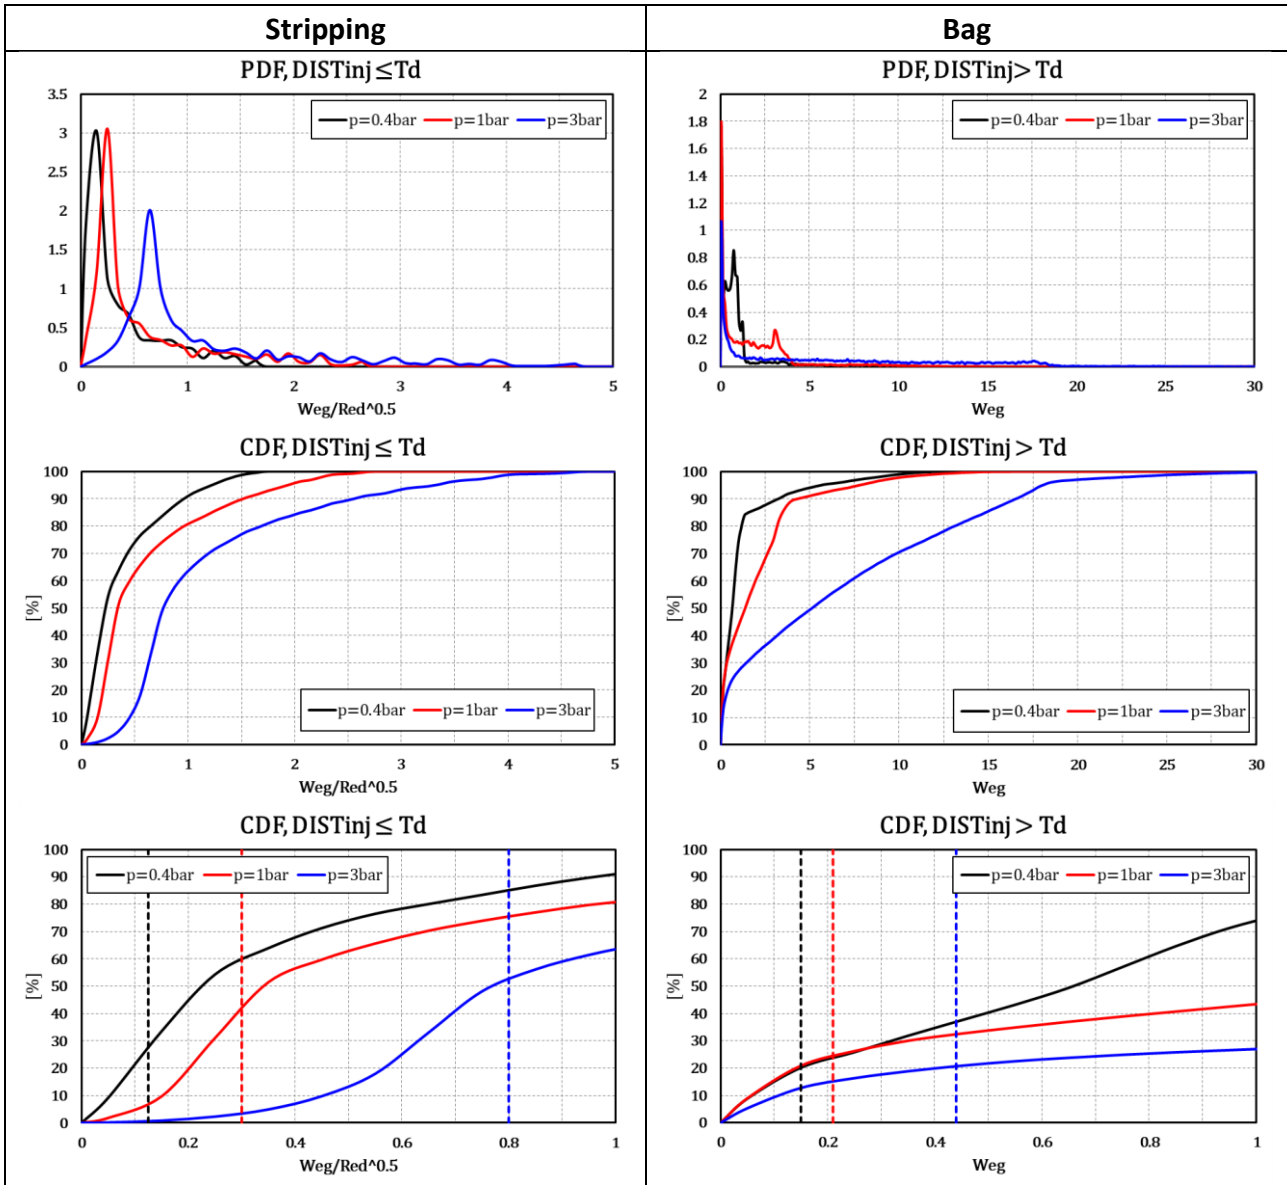 Stripping
Bag
PDF, DISTinj ≤Td
3.5
3
2.5
2
1.5
1
0.5
0
p=0.4bar p=1bar p=3bar
0 1 2 3 4 5
Weg/Red^0.5
PDF, DISTinj> Td
2
1.8
1.6
1.4
1.2
1
0.8
0.6
0.4
0.2
0
p=0.4bar p=1bar p=3bar
0 5 10 15 20 25 30
Weg
CDF, DISTinj ≤ Td
100
90
80
70
60
50
40
30
20
10
0
[%]
p=0.4bar p=1bar p=3bar
0 1 2 3 4 5
Weg/Red^0.5
CDF, DISTinj > Td
100
90
80
70
60
50
40
30
20
10
0
[%]
p=0.4bar p=1bar p=3bar
0 5 10 15 20 25 30
Weg
CDF, DISTinj ≤ Td
100
90
80
70
60
50
40
30
20
10
0
[%]
p=0.4bar p=1bar p=3bar
0 0.2 0.4 0.6 0.8 1
Weg/Red^0.5
CDF, DISTinj > Td
100
90
80
70
60
50
40
30
20
10
0
[%]
p=0.4bar p=1bar p=3bar
0 0.2 0.4 0.6 0.8 1
Weg